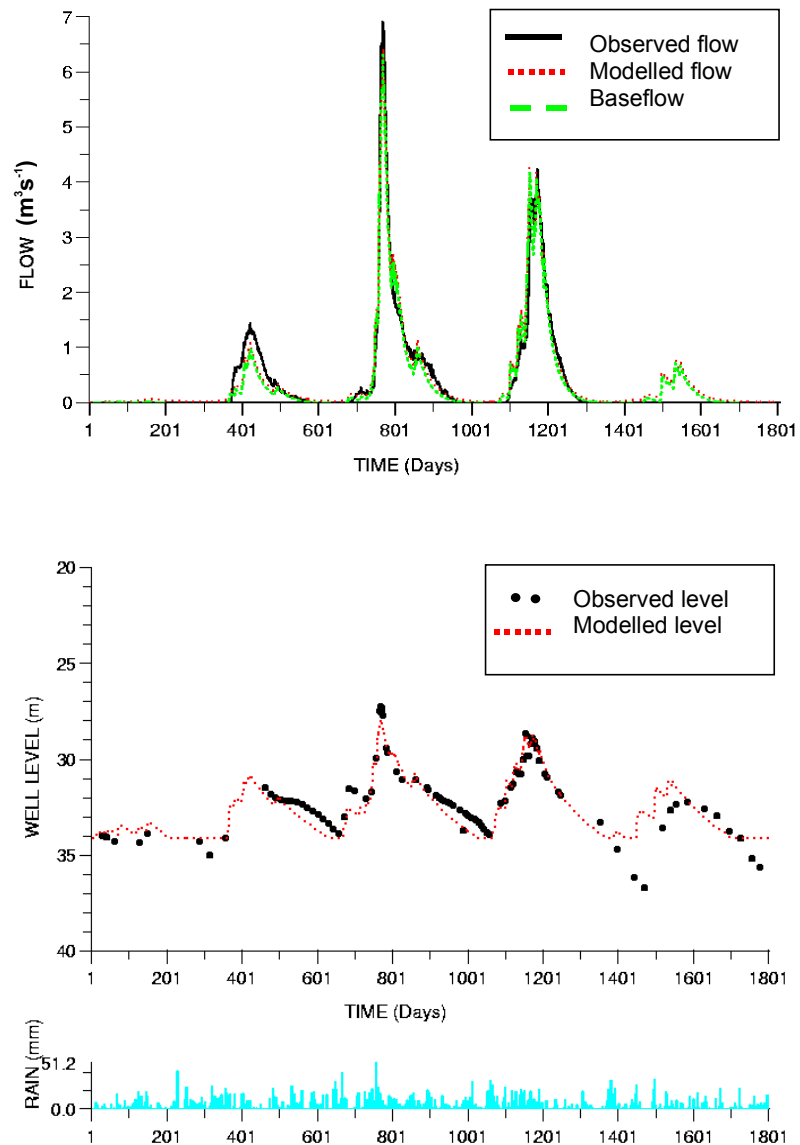 7
6
5
4
3
2
1
0
FLOW (m³s⁻¹)
Observed flow
Modelled flow
Baseflow
1 201 401 601 801 1001 1201 1401 1601 1801
TIME (Days)
20
25
30
35
40
WELL LEVEL (m)
Observed level
Modelled level
1 201 401 601 801 1001 1201 1401 1601 1801
TIME (Days)
RAIN (mm)
51.2
0.0
1 201 401 601 801 1001 1201 1401 1601 1801